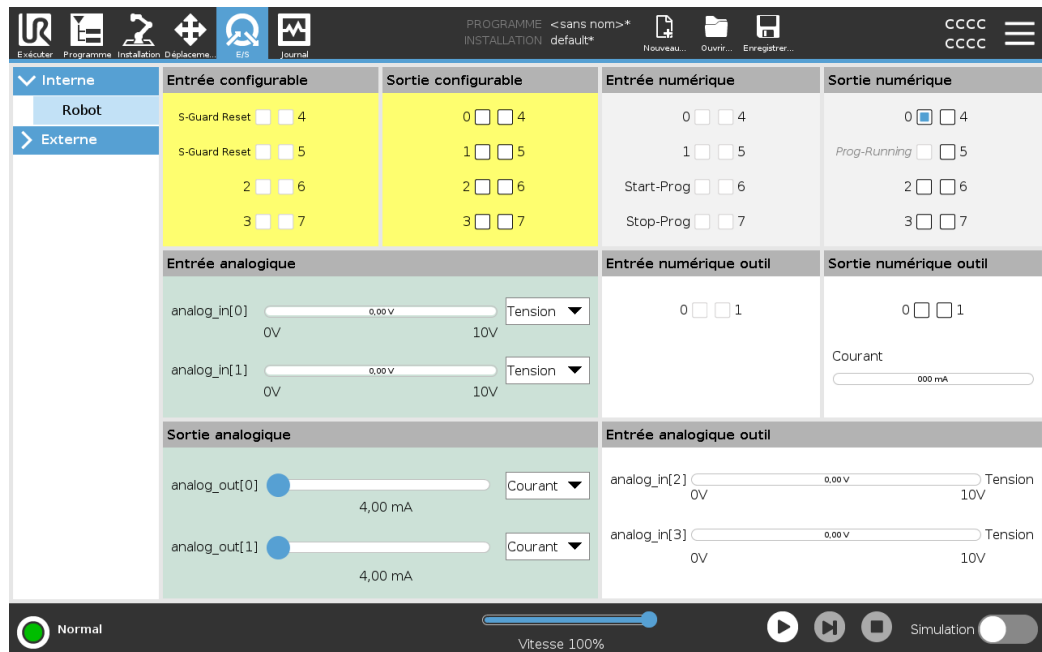 PROGRAMME <sans nom>*
INSTALLATION default*
CCCC
CCCC
UR
Exécuter Programme Installation Déplaceme... E/S Journal Nouveau... Ouvrir... Enregistrer...
Interne
Robot
Externe
Entrée configurable
S-Guard Reset 4
S-Guard Reset 5
2 6
3 7
Sortie configurable
0 4
1 5
2 6
3 7
Entrée numérique
0 4
1 5
Start-Prog 6
Stop-Prog 7
Sortie numérique
0 4
Prog-Running 5
2 6
3 7
Entrée analogique
analog_in[0] 0,00 V Tension
0V 10V
analog_in[1] 0,00 V Tension
0V 10V
Entrée numérique outil
0 1
Sortie numérique outil
0 1
Courant
000 mA
Sortie analogique
analog_out[0] Courant
4,00 mA
analog_out[1] Courant
4,00 mA
Entrée analogique outil
analog_in[2] 0,00 V Tension
0V 10V
analog_in[3] 0,00 V Tension
0V 10V
Normal
Vitesse 100%
Simulation